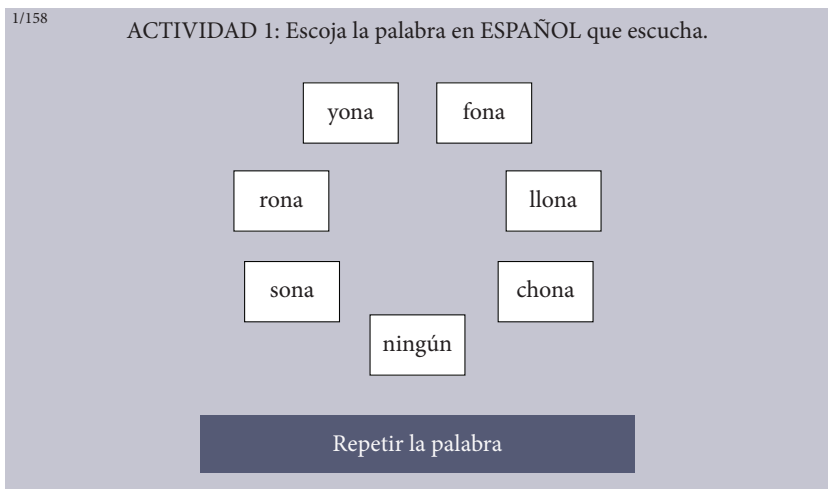 1/158
ACTIVIDAD 1: Escoja la palabra en ESPAÑOL que escucha.
yona fona
rona llona
sona chona
ningún
Repetir la palabra